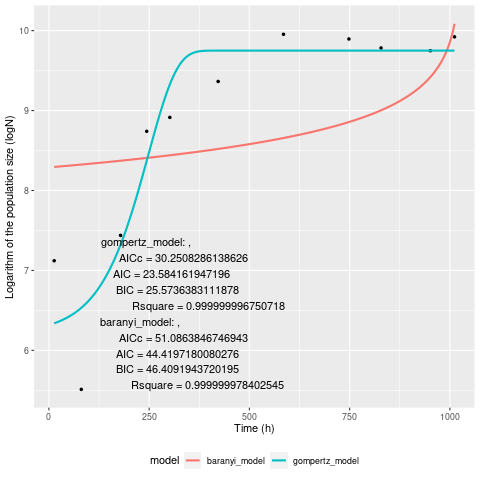 10
9
8
7
6
Logarithm of the population size (logN)
gompertz_model: ,
AICc = 30.2508286138626
AIC = 23.584161947196
BIC = 25.5736383111878
Rsquare = 0.999999996750718
baranyi_model: ,
AICc = 51.0863846746943
AIC = 44.4197180080276
BIC = 46.4091943720195
Rsquare = 0.999999978402545
0 250 500 750 1000
Time (h)
model baranyi_model gompertz_model